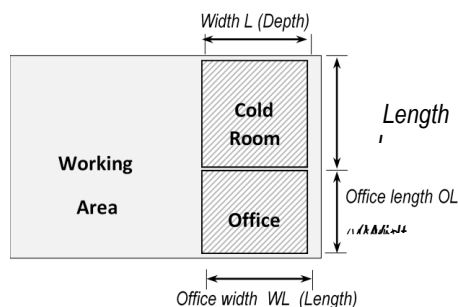 Width L (Depth)
Cold
Room
Length
Working
Area
Office length OL
Office
Office width WL (Length)